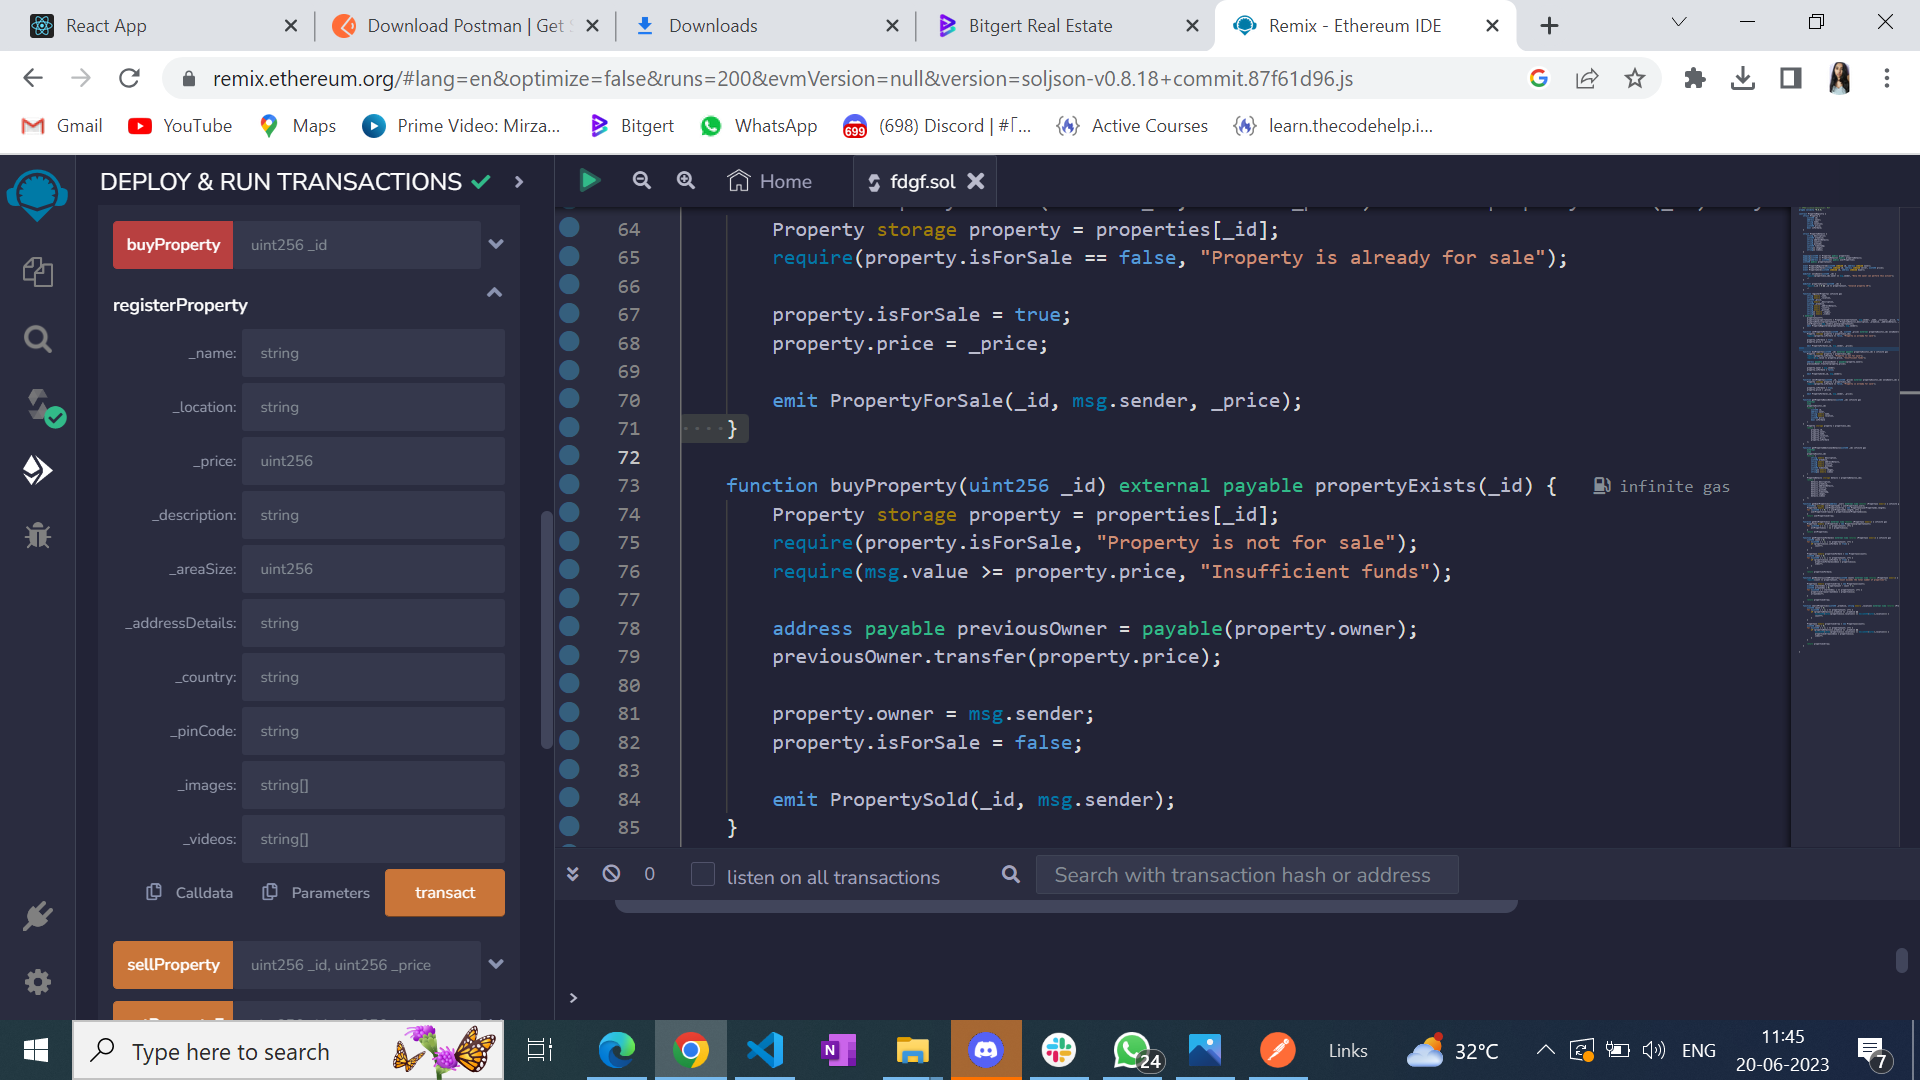 React App
Download Postman | Get S
Downloads
Bitgert Real Estate
Remix - Ethereum IDE
remix.ethereum.org/#lang=en&optimize=false&runs=200&evmVersion=null&version=soljson-v0.8.18+commit.87f61d96.js
Gmail
YouTube
Maps
Prime Video: Mirza...
Bitgert
WhatsApp
699
(698) Discord | #「...
Active Courses
learn.thecodehelp.i...
DEPLOY & RUN TRANSACTIONS
buyProperty uint256 _id
registerProperty
_name: string
_location: string
_price: uint256
_description: string
_areaSize: uint256
_addressDetails: string
_country: string
_pinCode: string
_images: string[]
_videos: string[]
Calldata Parameters transact
sellProperty uint256 _id, uint256 _price
Home
fdgf.sol
64 Property storage property = properties[_id];
65 require(property.isForSale == false, "Property is already for sale");
66
67 property.isForSale = true;
68 property.price = _price;
69
70 emit PropertyForSale(_id, msg.sender, _price);
71 }
72
73 function buyProperty(uint256 _id) external payable propertyExists(_id) { infinite gas
74 Property storage property = properties[_id];
75 require(property.isForSale, "Property is not for sale");
76 require(msg.value >= property.price, "Insufficient funds");
77
78 address payable previousOwner = payable(property.owner);
79 previousOwner.transfer(property.price);
80
81 property.owner = msg.sender;
82 property.isForSale = false;
83
84 emit PropertySold(_id, msg.sender);
85 }
0 listen on all transactions Search with transaction hash or address
>
Type here to search
N
24
Links
32°C
ENG
11:45
20-06-2023
7